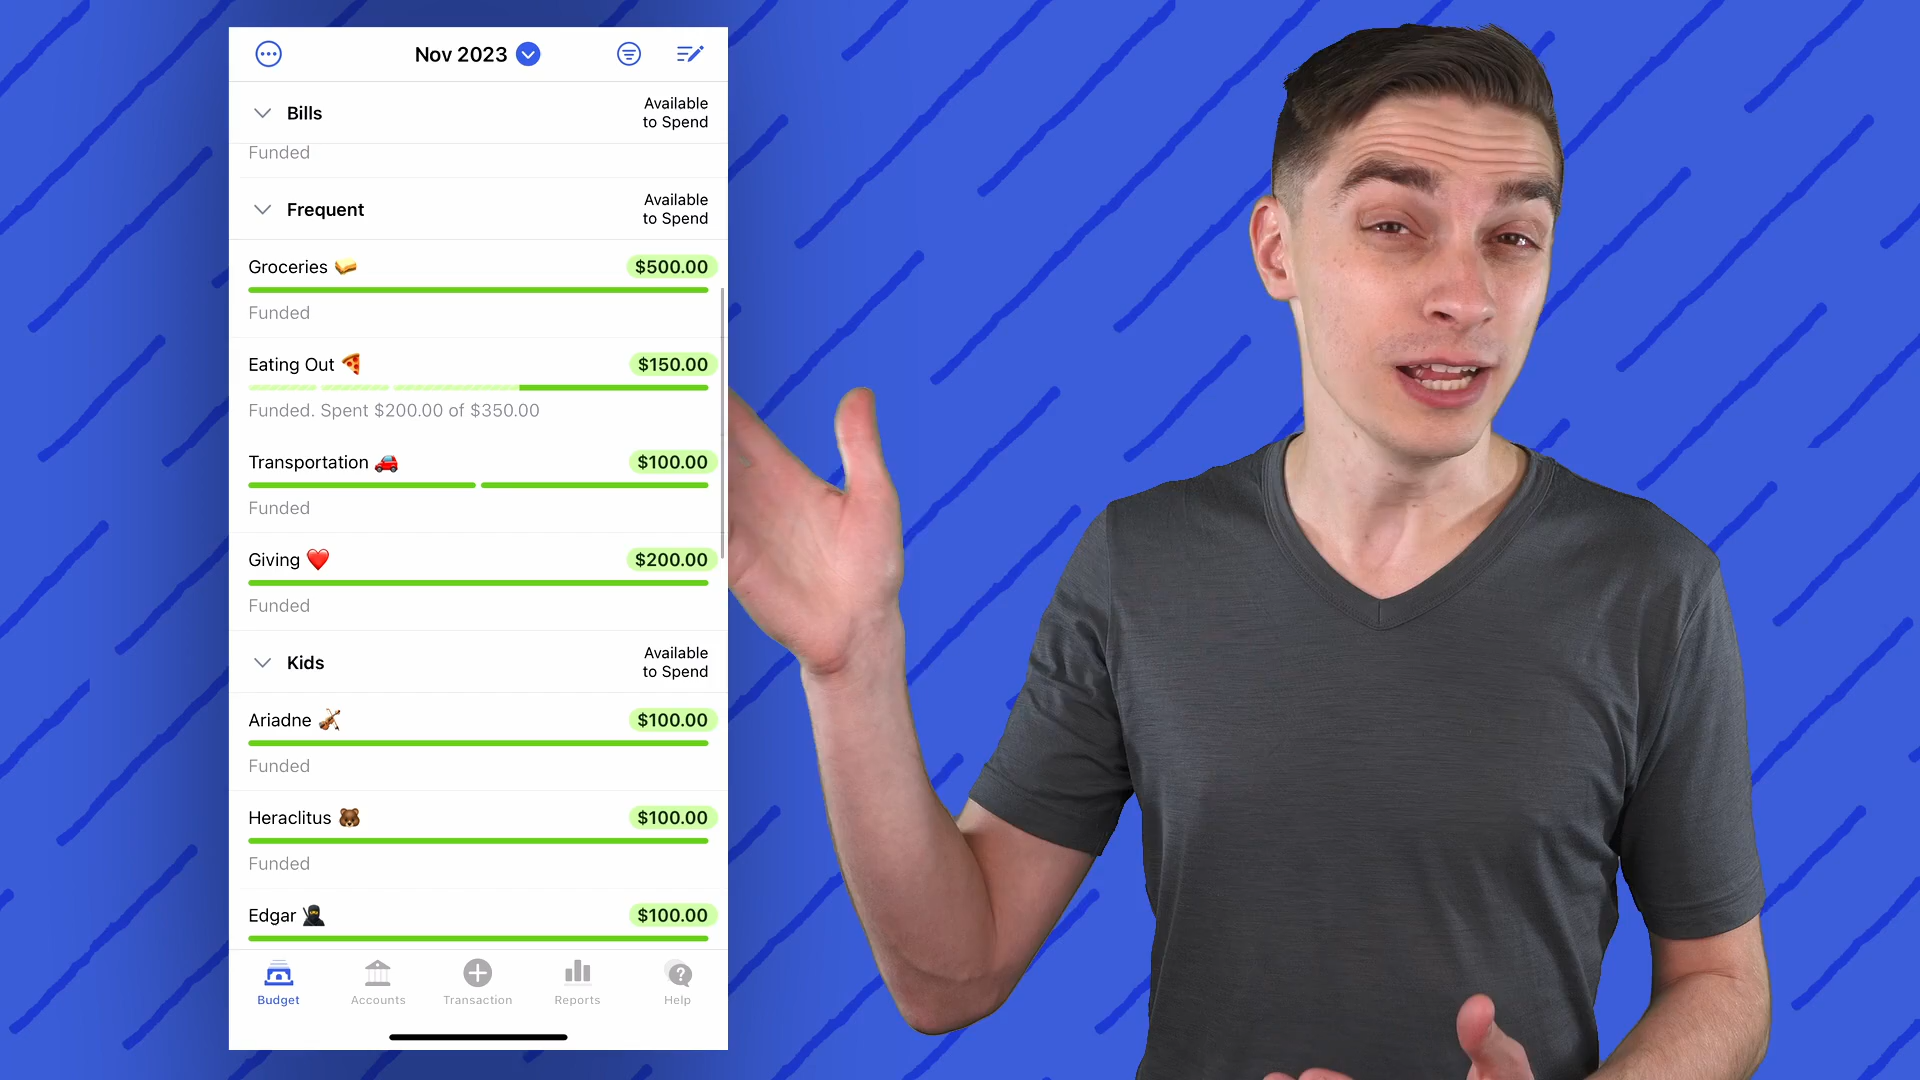 Nov 2023
Bills
Available
to Spend
Funded
Frequent
Available
to Spend
Groceries
$500.00
Funded
Eating Out
$150.00
Funded. Spent $200.00 of $350.00
Transportation
$100.00
Funded
Giving
$200.00
Funded
Kids
Available
to Spend
Ariadne
$100.00
Funded
Heraclitus
$100.00
Funded
Edgar
$100.00
Budget
Accounts
Transaction
Reports
?
Help